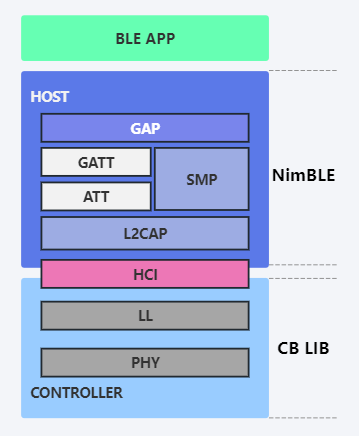 BLE APP
HOST
GAP
GATT
SMP
ATT
NimBLE
L2CAP
HCI
LL
CB LIB
PHY
CONTROLLER